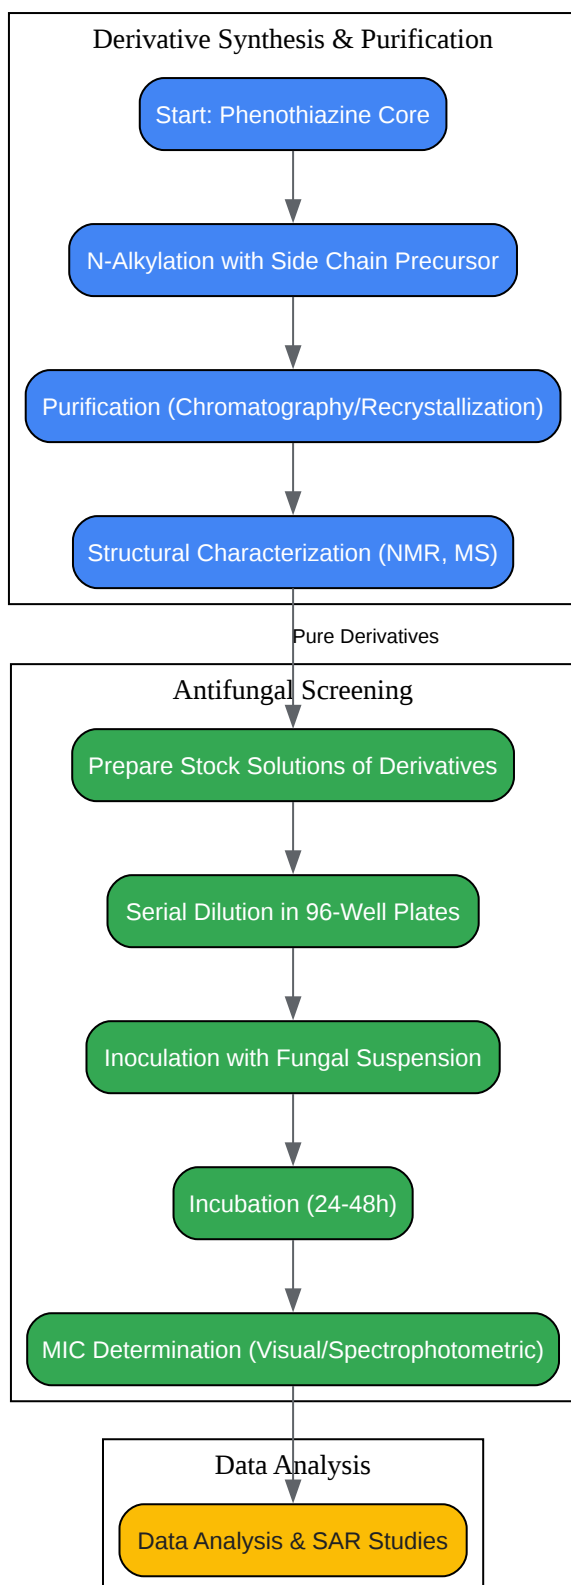 Derivative Synthesis & Purification
Start: Phenothiazine Core
N-Alkylation with Side Chain Precursor
Purification (Chromatography/Recrystallization)
Structural Characterization (NMR, MS)
Pure Derivatives
Antifungal Screening
Prepare Stock Solutions of Derivatives
Serial Dilution in 96-Well Plates
Inoculation with Fungal Suspension
Incubation (24-48h)
MIC Determination (Visual/Spectrophotometric)
Data Analysis
Data Analysis & SAR Studies